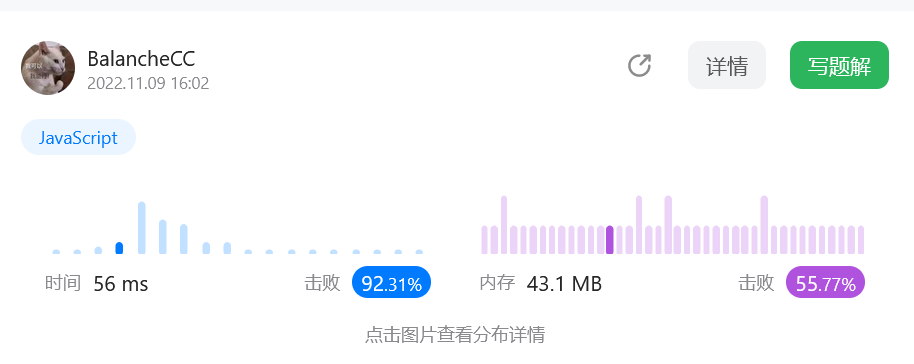 BalancheCC
2022.11.09 16:02
详情
写题解
JavaScript
时间 56 ms 击败 92.31%
内存 43.1 MB 击败 55.77%
点击图片查看分布详情